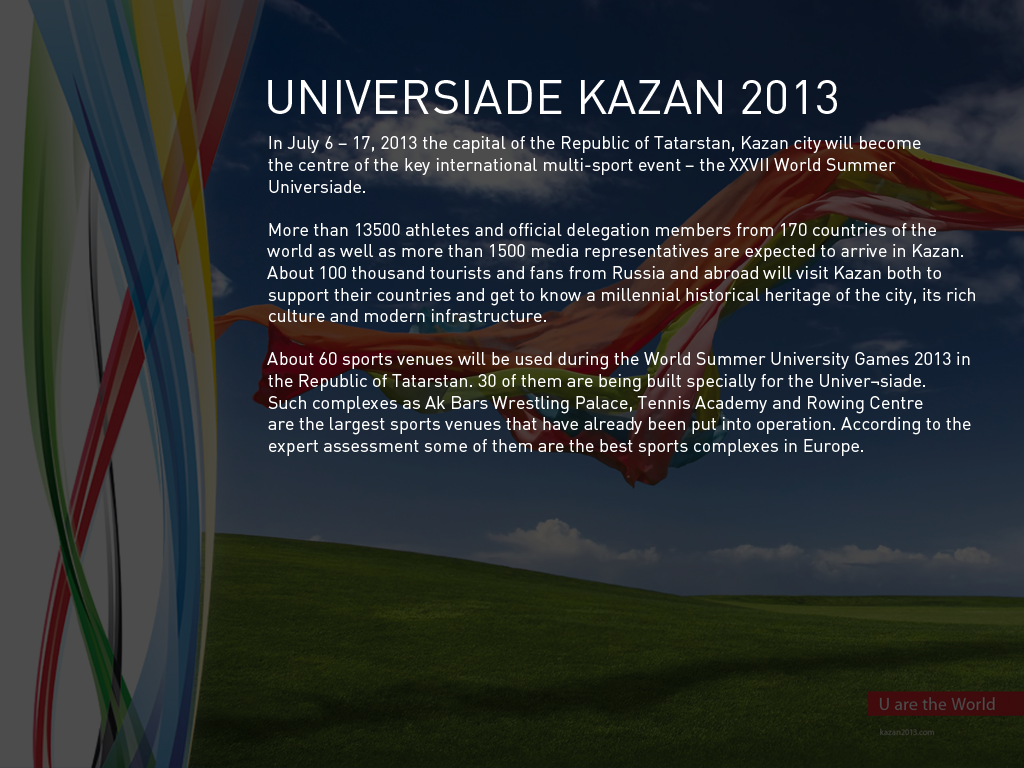 UNIVERSIADE KAZAN 2013
In July 6 – 17, 2013 the capital of the Republic of Tatarstan, Kazan city will become
the centre of the key international multi-sport event – the XXVII World Summer
Universiade.
More than 13500 athletes and official delegation members from 170 countries of the
world as well as more than 1500 media representatives are expected to arrive in Kazan.
About 100 thousand tourists and fans from Russia and abroad will visit Kazan both to
support their countries and get to know a millennial historical heritage of the city, its rich
culture and modern infrastructure.
About 60 sports venues will be used during the World Summer University Games 2013 in
the Republic of Tatarstan. 30 of them are being built specially for the Univer¬siade.
Such complexes as Ak Bars Wrestling Palace, Tennis Academy and Rowing Centre
are the largest sports venues that have already been put into operation. According to the
expert assessment some of them are the best sports complexes in Europe.
U are the World
kazan2013.com